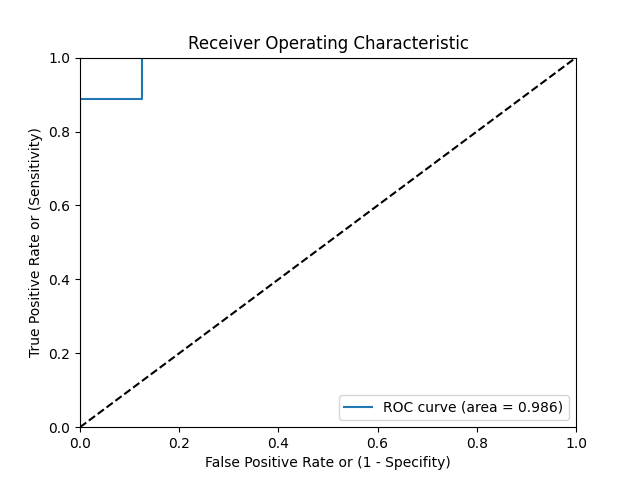 Receiver Operating Characteristic
1.0
0.8
0.6
0.4
0.2
0.0
True Positive Rate or (Sensitivity)
ROC curve (area = 0.986)
0.0 0.2 0.4 0.6 0.8 1.0
False Positive Rate or (1 - Specifity)